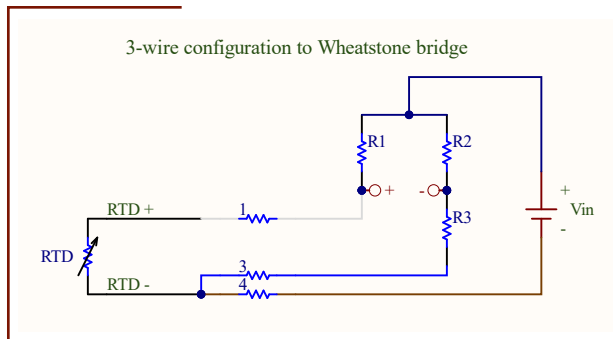 3-wire configuration to Wheatstone bridge
R1
R2
+
-
R3
+
Vin
-
RTD +
1
RTD
3
RTD -
4